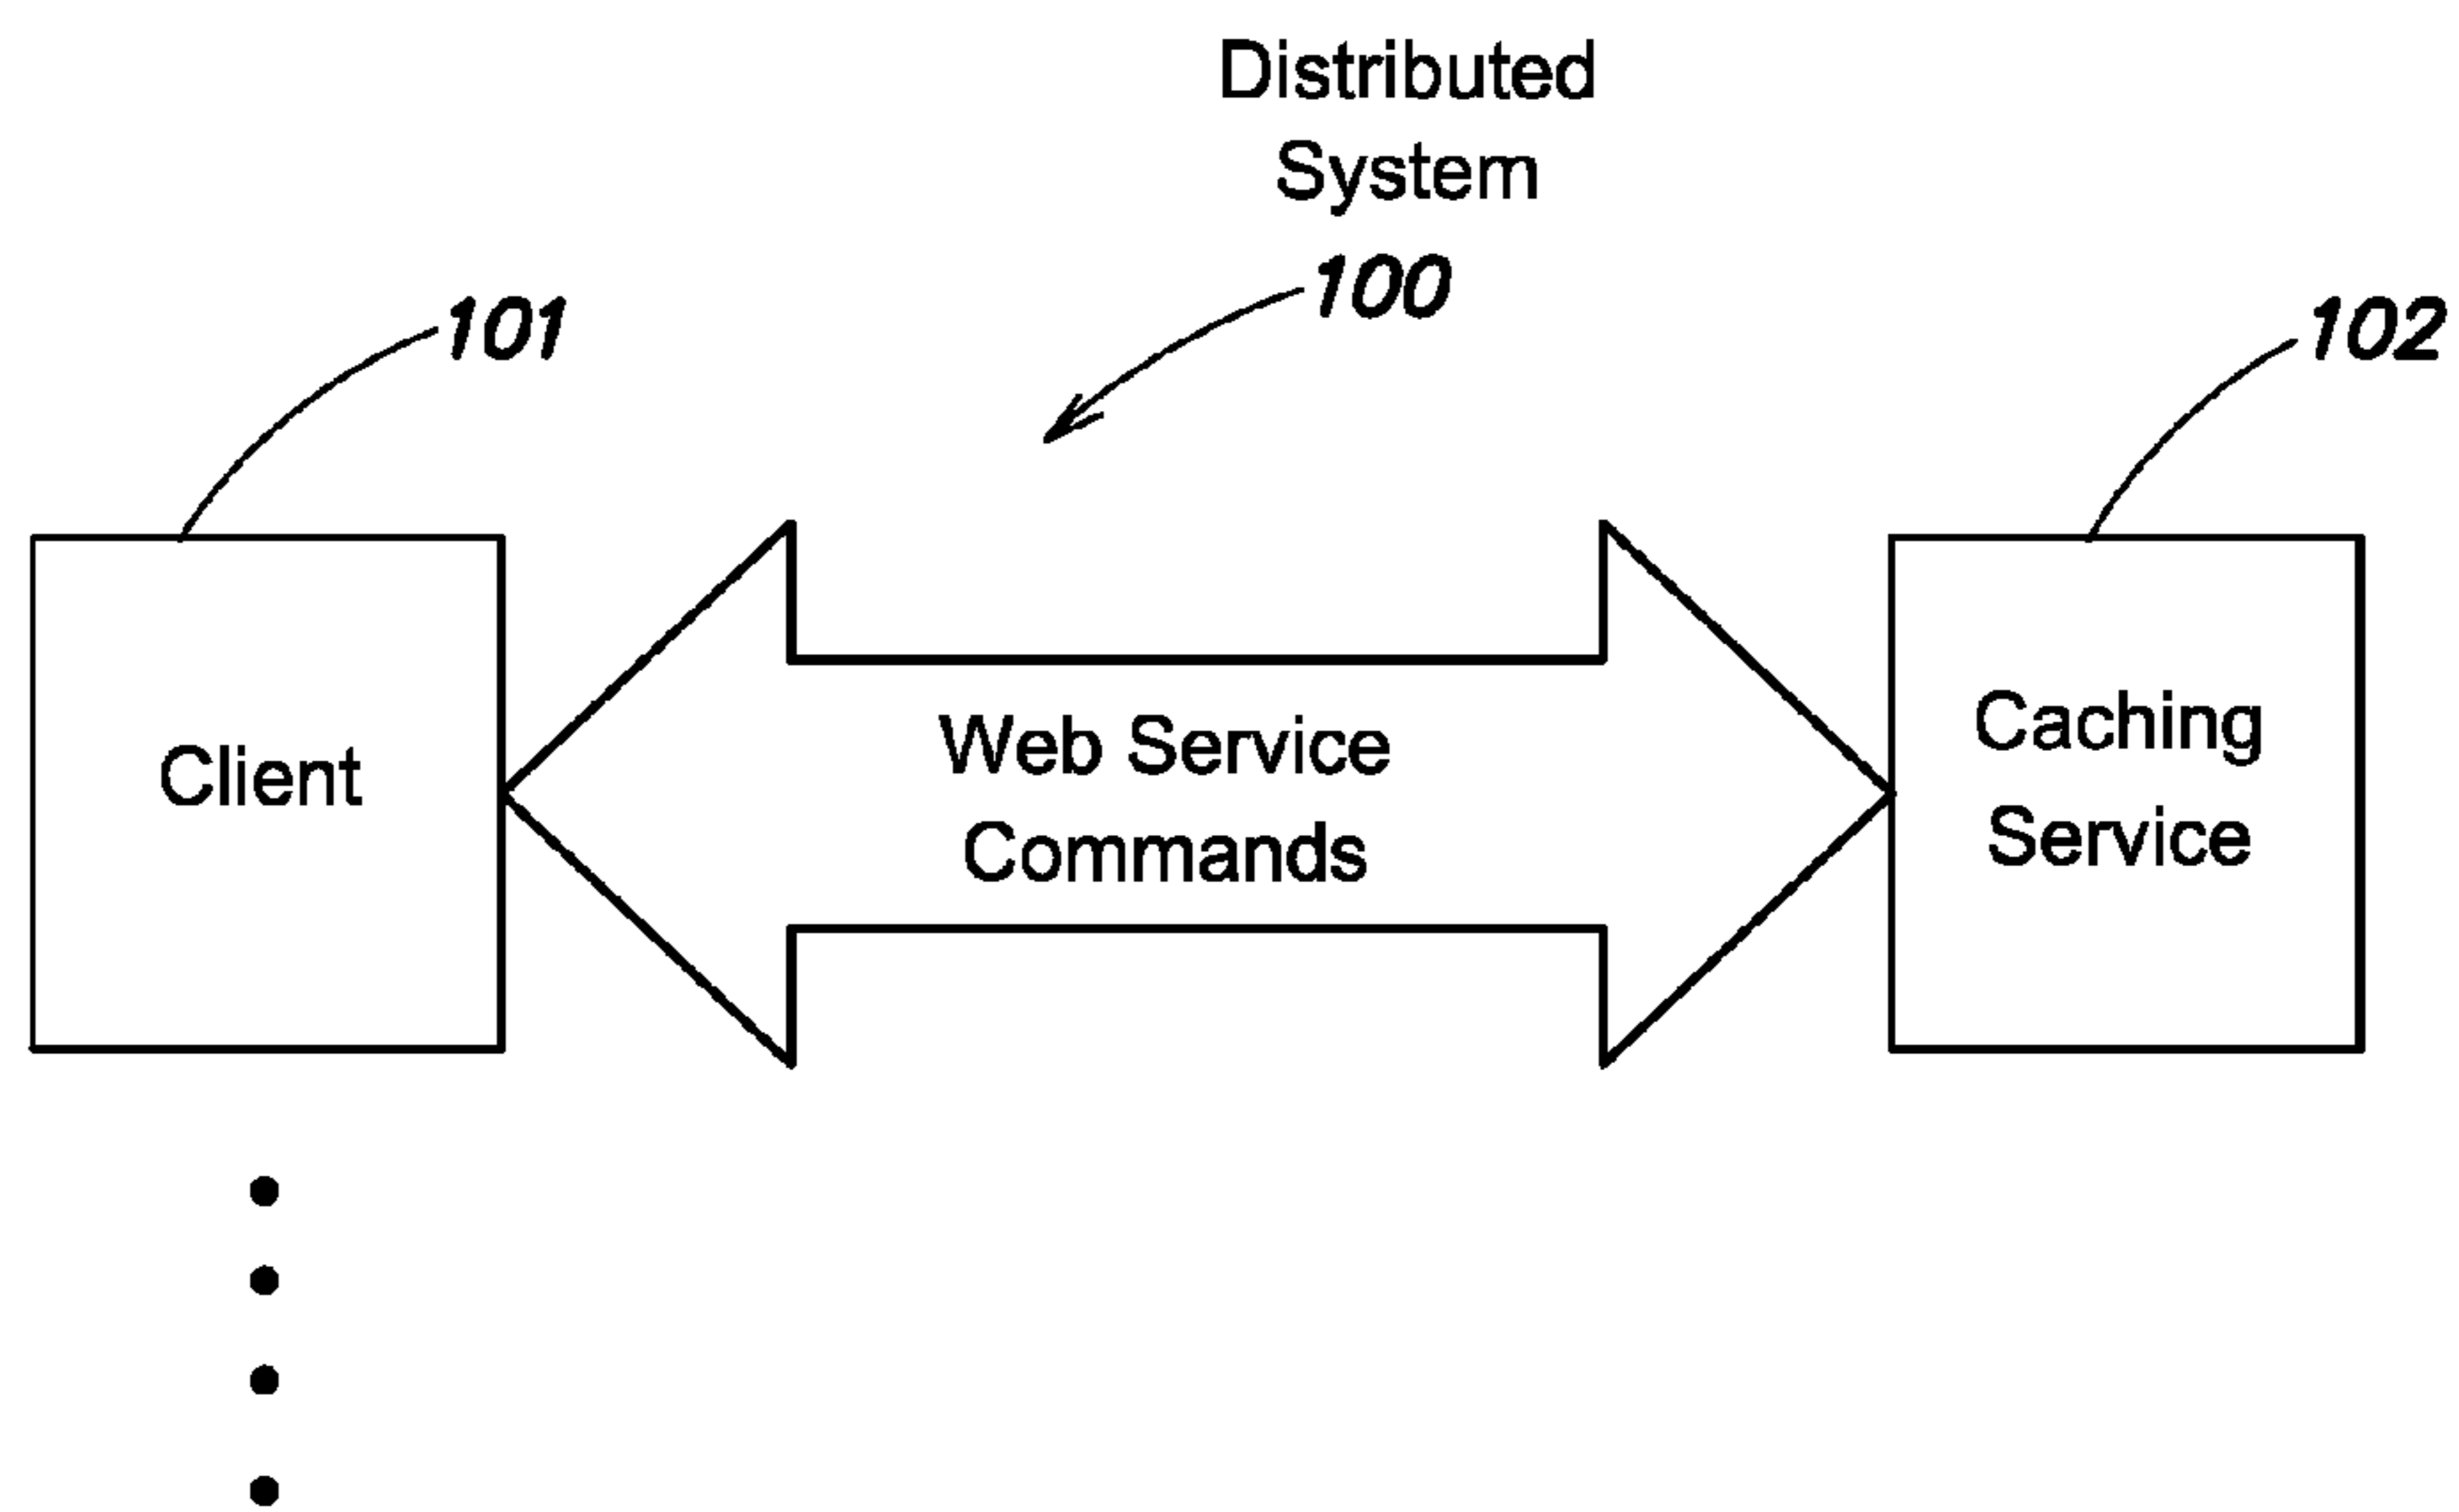 Distributed
System
100
101
102
Client
Web Service
Commands
Caching
Service